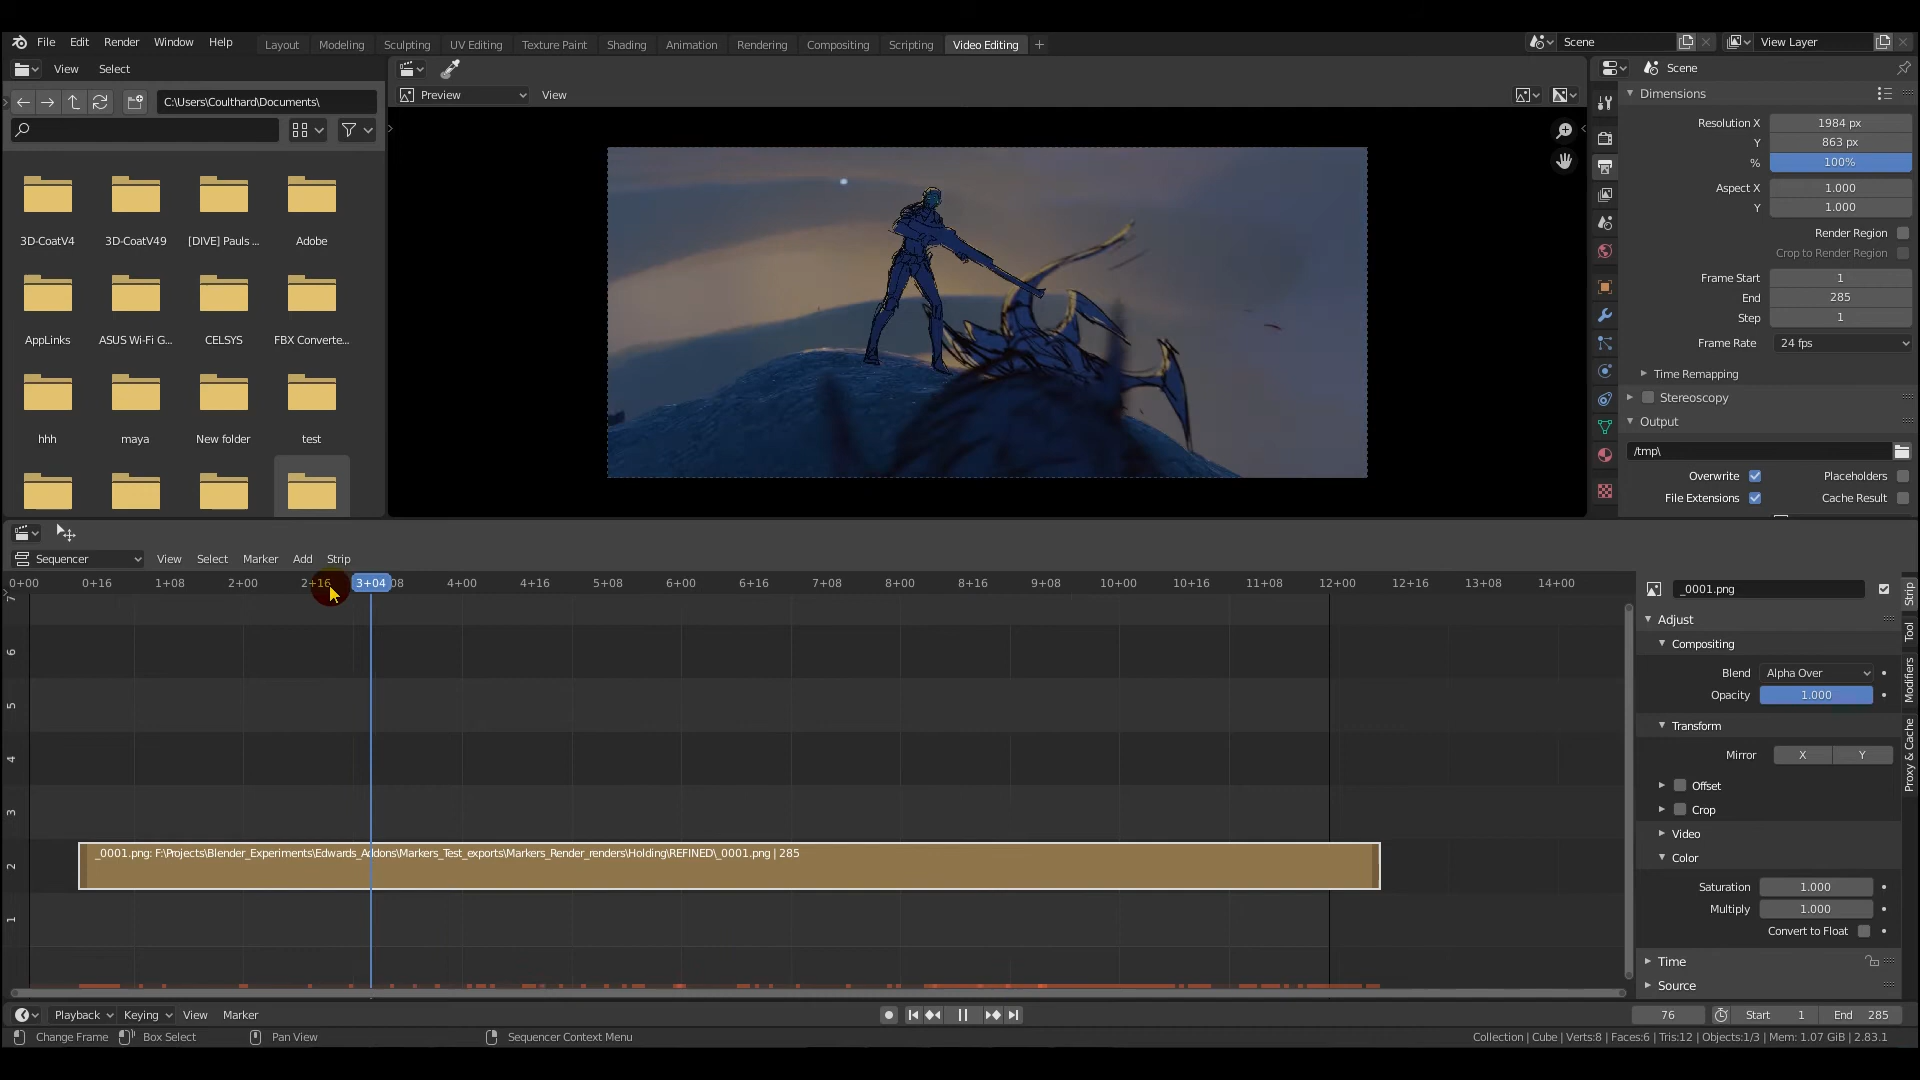 File Edit Render Window Help
Layout Modeling Sculpting UV Editing Texture Paint Shading Animation Rendering Compositing Scripting Video Editing
Scene
View Layer
View Select
Scene
C:\Users\Coulthard\Documents\
Preview View
Dimensions
Resolution X 1984 px
Y 863 px
% 100%
Aspect X 1.000
Y 1.000
Render Region
Crop to Render Region
Frame Start 1
End 285
Step 1
Frame Rate 24 fps
Time Remapping
Stereoscopy
Output
/tmp\
Overwrite Placeholders
File Extensions Cache Result
3D-CoatV4 3D-CoatV49 [DIVE] Pauls ... Adobe
AppLinks ASUS Wi-Fi G... CELSYS FBX Converte...
hhh maya New folder test
Sequencer View Select Marker Add Strip
0+00 0+16 1+08 2+00 2+16 3+04 08 4+00 4+16 5+08 6+00 6+16 7+08 8+00 8+16 9+08 10+00 10+16 11+08 12+00 12+16 13+08 14+00
7
6
5
4
3
2
1
_0001.png: F:\Projects\Blender_Experiments\Edwards_Addons\Markers_Test_exports\Markers_Render_renders\Holding\REFINED\_0001.png | 285
_0001.png
Adjust
Compositing
Blend Alpha Over
Opacity 1.000
Transform
Mirror X Y
Offset
Crop
Video
Color
Saturation 1.000
Multiply 1.000
Convert to Float
Time
Source
Strip
Tool
Modifiers
Proxy & Cache
Playback Keying View Marker
76 Start 1 End 285
Change Frame Box Select Pan View Sequencer Context Menu
Collection | Cube | Verts:8 | Faces:6 | Tris:12 | Objects:1/3 | Mem: 1.07 GiB | 2.83.1